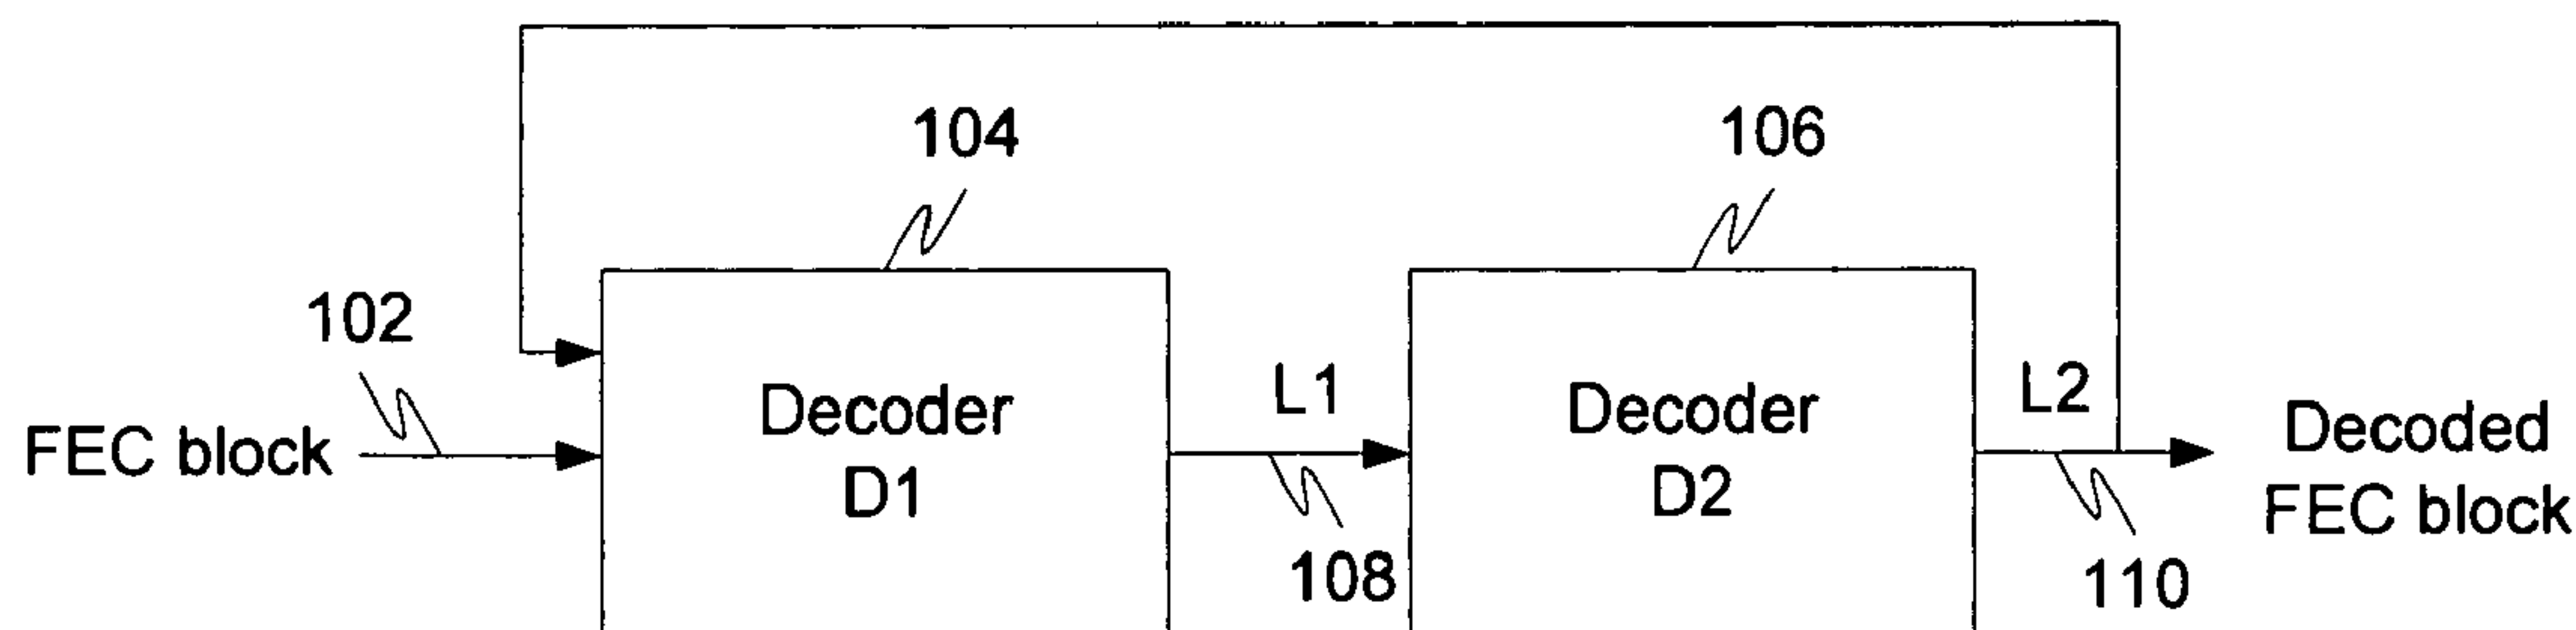 104
106
102
FEC block
Decoder
D1
L1
108
Decoder
D2
L2
110
Decoded
FEC block